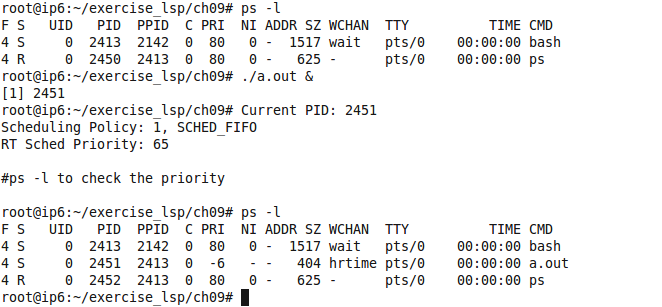 root@ip6:~/exercise_lsp/ch09# ps -l
F S   UID   PID  PPID  C PRI  NI ADDR SZ WCHAN  TTY          TIME CMD
4 S     0  2413  2142  0  80   0 -  1517 wait   pts/0    00:00:00 bash
4 R     0  2450  2413  0  80   0 -   625 -      pts/0    00:00:00 ps
root@ip6:~/exercise_lsp/ch09# ./a.out &
[1] 2451
root@ip6:~/exercise_lsp/ch09# Current PID: 2451
Scheduling Policy: 1, SCHED_FIFO
RT Sched Priority: 65
#ps -l to check the priority
root@ip6:~/exercise_lsp/ch09# ps -l
F S   UID   PID  PPID  C PRI  NI ADDR SZ WCHAN  TTY          TIME CMD
4 S     0  2413  2142  0  80   0 -  1517 wait   pts/0    00:00:00 bash
4 S     0  2451  2413  0  -6   - -   404 hrtime pts/0    00:00:00 a.out
4 R     0  2452  2413  0  80   0 -   625 -      pts/0    00:00:00 ps
root@ip6:~/exercise_lsp/ch09#